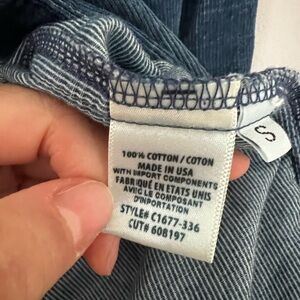 100% COTTON / COTON
MADE IN USA
WITH IMPORT COMPONENTS
FABRIQUÉ EN ETATS UNIS
AVEC LE COMPOSANT
D'IMPORTATION
STYLE# C1677-336
CUT# 608197
S